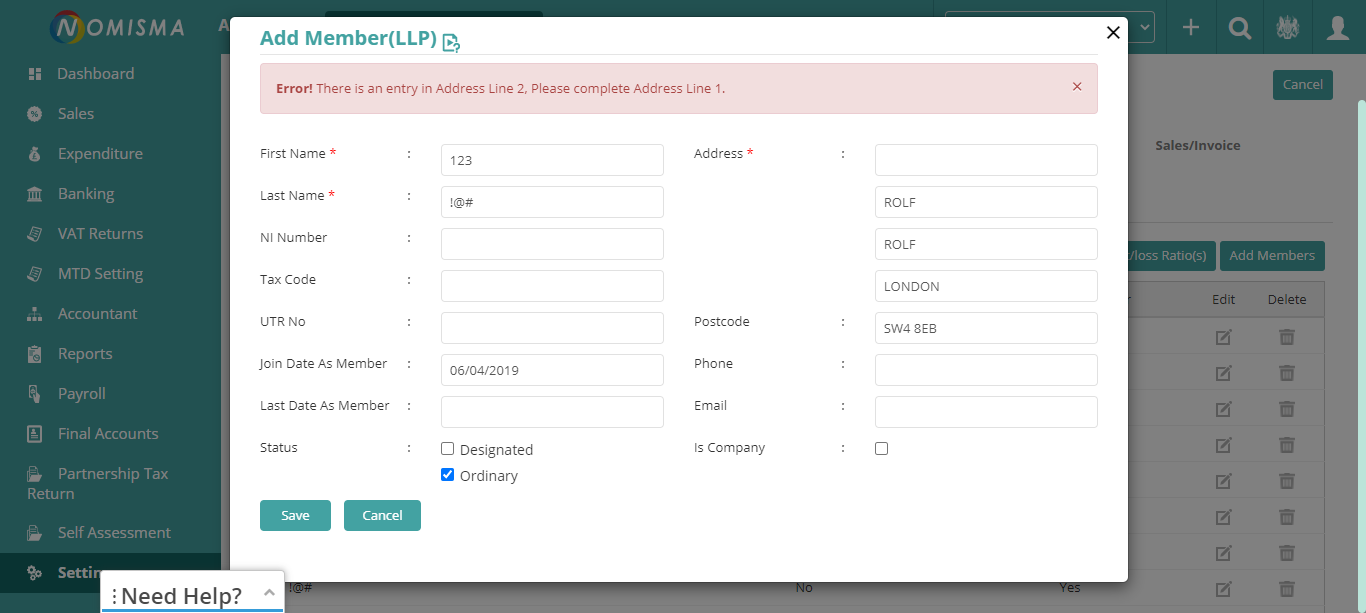 NOMISMA
A
Dashboard
Sales
Expenditure
Banking
VAT Returns
MTD Setting
Accountant
Reports
Payroll
Final Accounts
Partnership Tax
Return
Self Assessment
Settin
⋮Need Help?
Add Member(LLP)
Error! There is an entry in Address Line 2, Please complete Address Line 1.
First Name * : 123
Last Name * : !@#
NI Number :
Tax Code :
UTR No :
Join Date As Member : 06/04/2019
Last Date As Member :
Status : Designated
Ordinary
Address * :
ROLF
ROLF
LONDON
Postcode : SW4 8EB
Phone :
Email :
Is Company :
Save Cancel
Cancel
Sales/Invoice
/loss Ratio(s) Add Members
Edit Delete
!@# No Yes